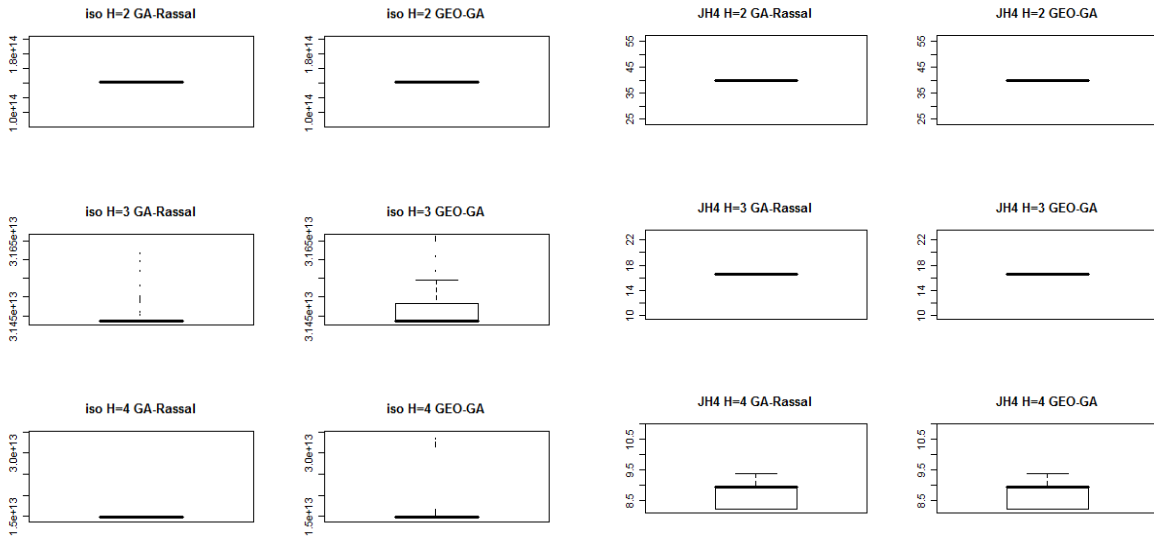 iso H=2 GA-Rassal
1.8e+14
1.0e+14
iso H=2 GEO-GA
1.8e+14
1.0e+14
JH4 H=2 GA-Rassal
55
45
35
25
JH4 H=2 GEO-GA
55
45
35
25
iso H=3 GA-Rassal
3.165e+13
3.145e+13
iso H=3 GEO-GA
3.165e+13
3.145e+13
JH4 H=3 GA-Rassal
22
18
14
10
JH4 H=3 GEO-GA
22
18
14
10
iso H=4 GA-Rassal
3.0e+13
1.5e+13
iso H=4 GEO-GA
3.0e+13
1.5e+13
JH4 H=4 GA-Rassal
10.5
9.5
8.5
JH4 H=4 GEO-GA
10.5
9.5
8.5